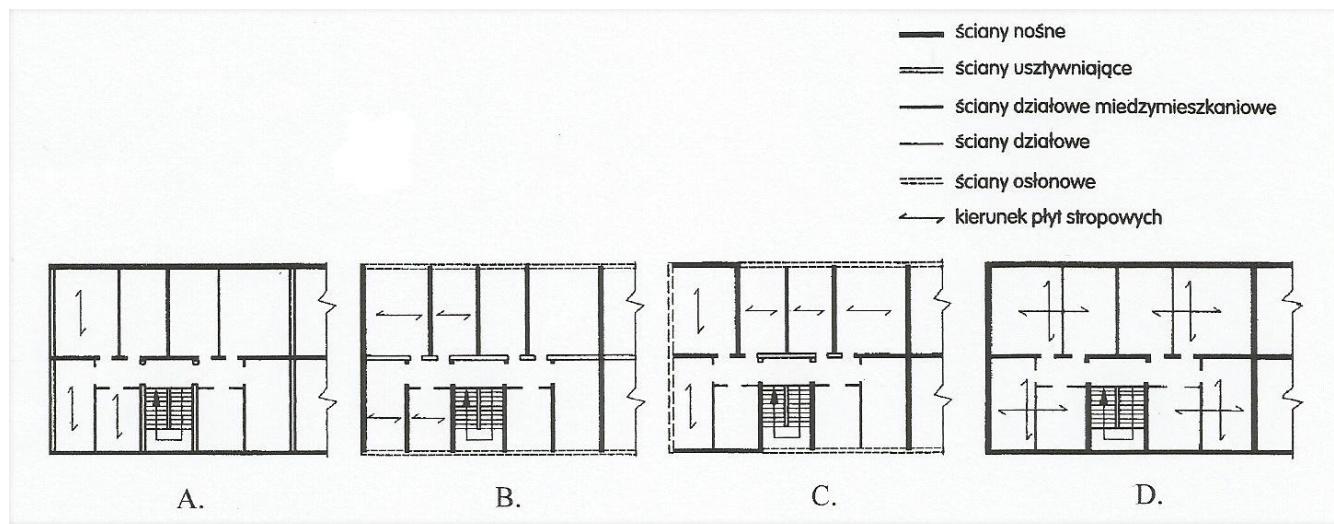 ściany nośne
ściany usztywniające
ściany działowe miedzymieszkaniowe
ściany działowe
ściany osłonowe
kierunek płyt stropowych
A. B. C. D.